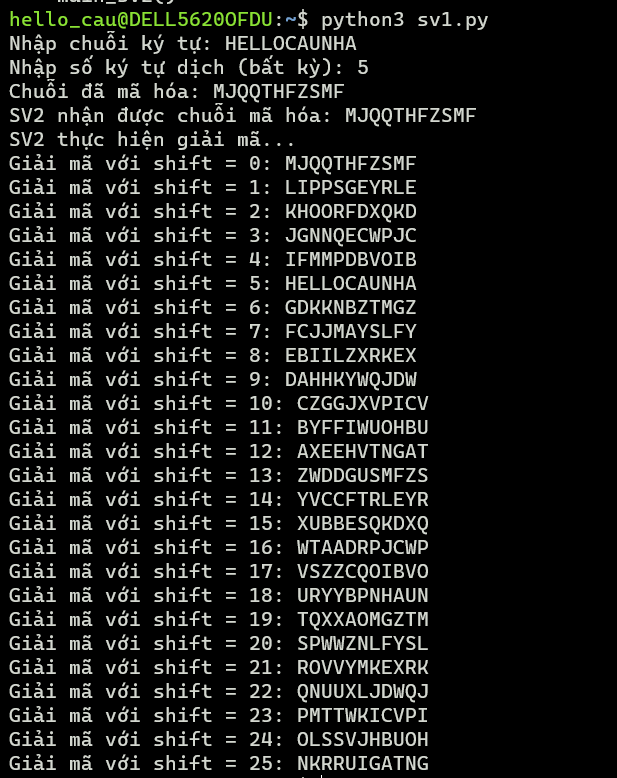 hello_cau@DELL5620OFDU:~$ python3 sv1.py
Nhập chuỗi ký tự: HELLOCAUNHA
Nhập số ký tự dịch (bất kỳ): 5
Chuỗi đã mã hóa: MJQQTHFZSMF
SV2 nhận được chuỗi mã hóa: MJQQTHFZSMF
SV2 thực hiện giải mã...
Giải mã với shift = 0: MJQQTHFZSMF
Giải mã với shift = 1: LIPPSGEYRLE
Giải mã với shift = 2: KHOORFDXQKD
Giải mã với shift = 3: JGNNQECWPJC
Giải mã với shift = 4: IFMMPDBVOIB
Giải mã với shift = 5: HELLOCAUNHA
Giải mã với shift = 6: GDKKNBZTMGZ
Giải mã với shift = 7: FCJJMAYSLFY
Giải mã với shift = 8: EBIILZXRKEX
Giải mã với shift = 9: DAHHKYWQJDW
Giải mã với shift = 10: CZGGJXVPICV
Giải mã với shift = 11: BYFFIWUOHBU
Giải mã với shift = 12: AXEEHVTNGAT
Giải mã với shift = 13: ZWDDGUSMFZS
Giải mã với shift = 14: YVCCFTRLEYR
Giải mã với shift = 15: XUBBESQKDXQ
Giải mã với shift = 16: WTAADRPJCWP
Giải mã với shift = 17: VSZZCQOIBVO
Giải mã với shift = 18: URYYBPNHAUN
Giải mã với shift = 19: TQXXAOMGZTM
Giải mã với shift = 20: SPWWZNLFYSL
Giải mã với shift = 21: ROVVYMKEXRK
Giải mã với shift = 22: QNUUXLJDWQJ
Giải mã với shift = 23: PMTTWKICVPI
Giải mã với shift = 24: OLSSVJHBUOH
Giải mã với shift = 25: NKRRUIGATNG